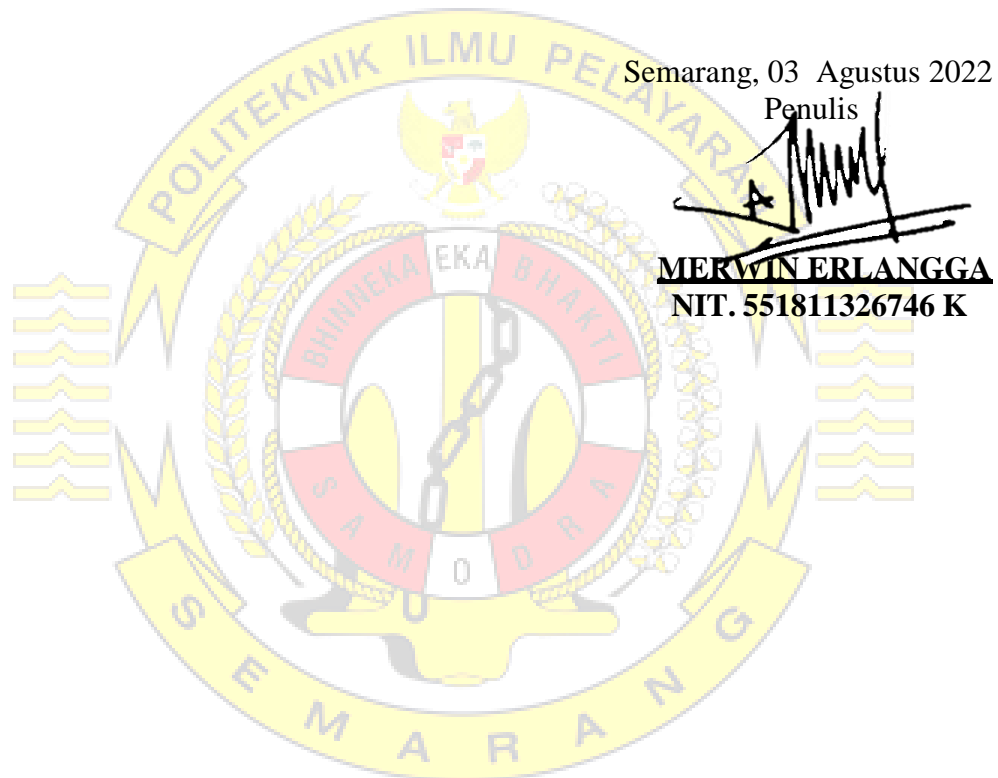 POLITEKNIK ILMU PELAYARAN
Semarang, 03 Agustus 2022
Penulis
MERWIN ERLANGGA
NIT. 551811326746 K
BHINNEKA EKA BHAKTI
SAMODRA
SEMARANG